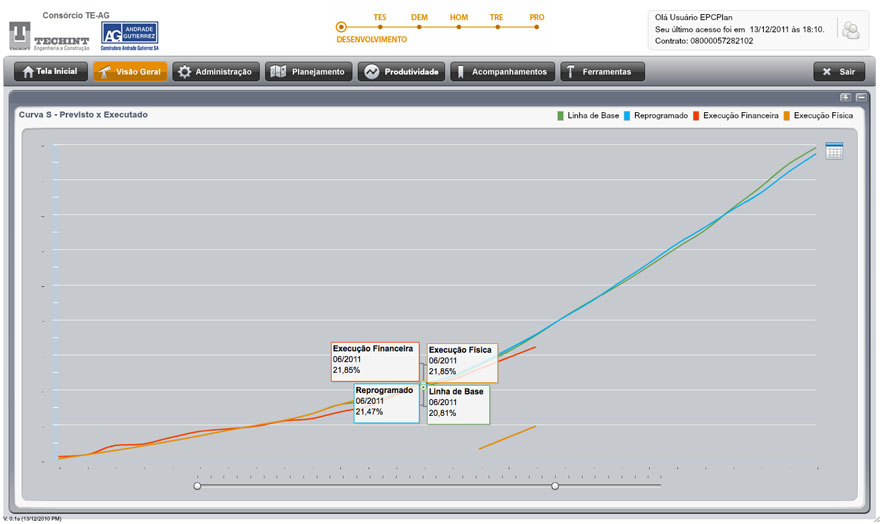 Consórcio TE-AG
TECHINT
Engenharia e Construção
AG ANDRADE GUTIERREZ
Construtora Andrade Gutierrez SA
TES DEM HOM TRE PRO
DESENVOLVIMENTO
Olá Usuário EPCPlan
Seu último acesso foi em 13/12/2011 às 18:10.
Contrato: 08000057282102
Tela Inicial Visão Geral Administração Planejamento Produtividade Acompanhamentos Ferramentas Sair
Curva S - Previsto x Executado
Linha de Base Reprogramado Execução Financeira Execução Física
Execução Financeira
06/2011
21,85%
Execução Física
06/2011
21,85%
Reprogramado
06/2011
21,47%
Linha de Base
06/2011
20,81%
V. 0.1a (13/12/2010 PM)